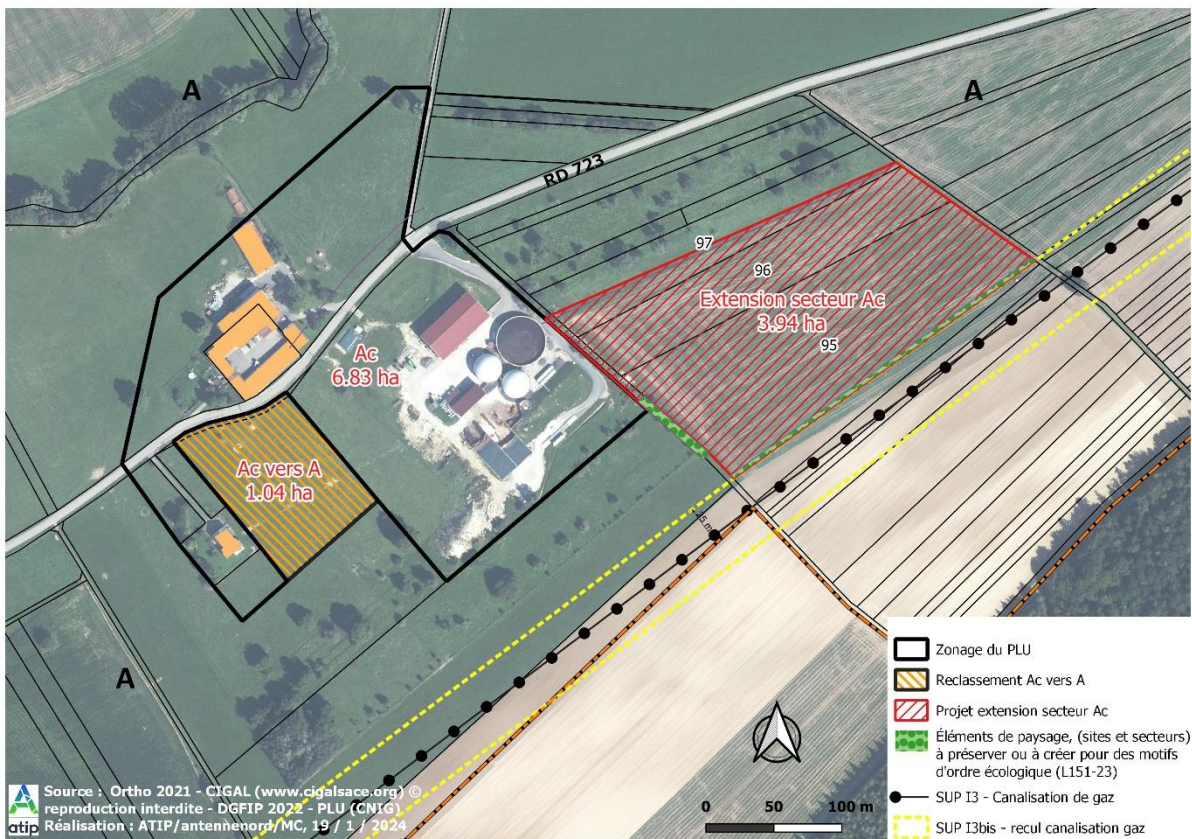 A
A
RD 723
97
96
Extension secteur Ac
3.94 ha
95
Ac
6.83 ha
Ac vers A
1.04 ha
A
Zonage du PLU
Reclassement Ac vers A
Projet extension secteur Ac
Éléments de paysage, (sites et secteurs)
à préserver ou à créer pour des motifs
d'ordre écologique (L151-23)
SUP I3 - Canalisation de gaz
SUP I3bis - recul canalisation gaz
0 50 100 m
atip
Source : Ortho 2021 - CIGAL (www.cigalsace.org) ©
reproduction interdite - DGFIP 2022 - PLU (CNIG)
Réalisation : ATIP/antennenord/MC, 19 / 1 / 2024